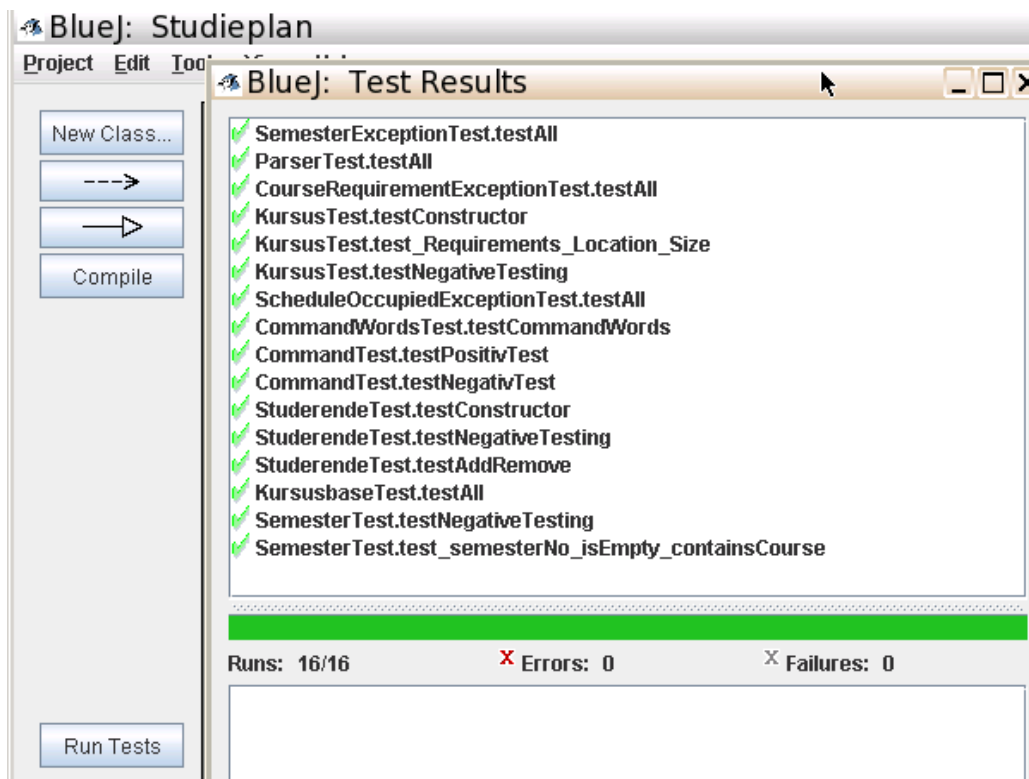 BlueJ: Studieplan
Project Edit
BlueJ: Test Results
New Class...
Compile
SemesterExceptionTest.testAll
ParserTest.testAll
CourseRequirementExceptionTest.testAll
KursusTest.testConstructor
KursusTest.test_Requirements_Location_Size
KursusTest.testNegativeTesting
ScheduleOccupiedExceptionTest.testAll
CommandWordsTest.testCommandWords
CommandTest.testPositivTest
CommandTest.testNegativTest
StuderendeTest.testConstructor
StuderendeTest.testNegativeTesting
StuderendeTest.testAddRemove
KursusbaseTest.testAll
SemesterTest.testNegativeTesting
SemesterTest.test_semesterNo_isEmpty_containsCourse
Runs: 16/16 X Errors: 0 X Failures: 0
Run Tests